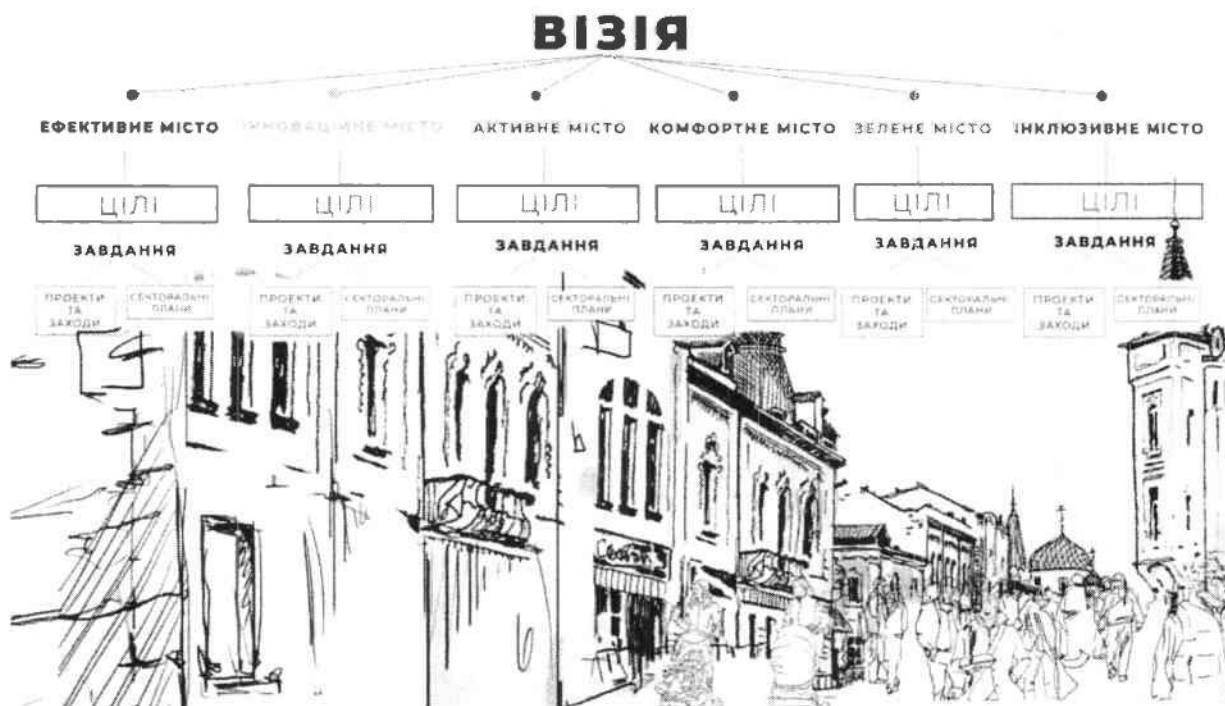 ВІЗІЯ
ЕФЕКТИВНЕ МІСТО
ІННОВАЦІЙНЕ МІСТО
АКТИВНЕ МІСТО
КОМФОРТНЕ МІСТО
ЗЕЛЕНЕ МІСТО
ІНКЛЮЗИВНЕ МІСТО
ЦІЛІ
ЦІЛІ
ЦІЛІ
ЦІЛІ
ЦІЛІ
ЦІЛІ
ЗАВДАННЯ
ЗАВДАННЯ
ЗАВДАННЯ
ЗАВДАННЯ
ЗАВДАННЯ
ЗАВДАННЯ
ПРОЕКТИ
ТА
ЗАХОДИ
СЕКТОРАЛЬНІ
ПЛАНИ
ПРОЕКТИ
ТА
ЗАХОДИ
СЕКТОРАЛЬНІ
ПЛАНИ
ПРОЕКТИ
ТА
ЗАХОДИ
СЕКТОРАЛЬНІ
ПЛАНИ
ПРОЕКТИ
ТА
ЗАХОДИ
СЕКТОРАЛЬНІ
ПЛАНИ
ПРОЕКТИ
ТА
ЗАХОДИ
СЕКТОРАЛЬНІ
ПЛАНИ
ПРОЕКТИ
ТА
ЗАХОДИ
СЕКТОРАЛЬНІ
ПЛАНИ